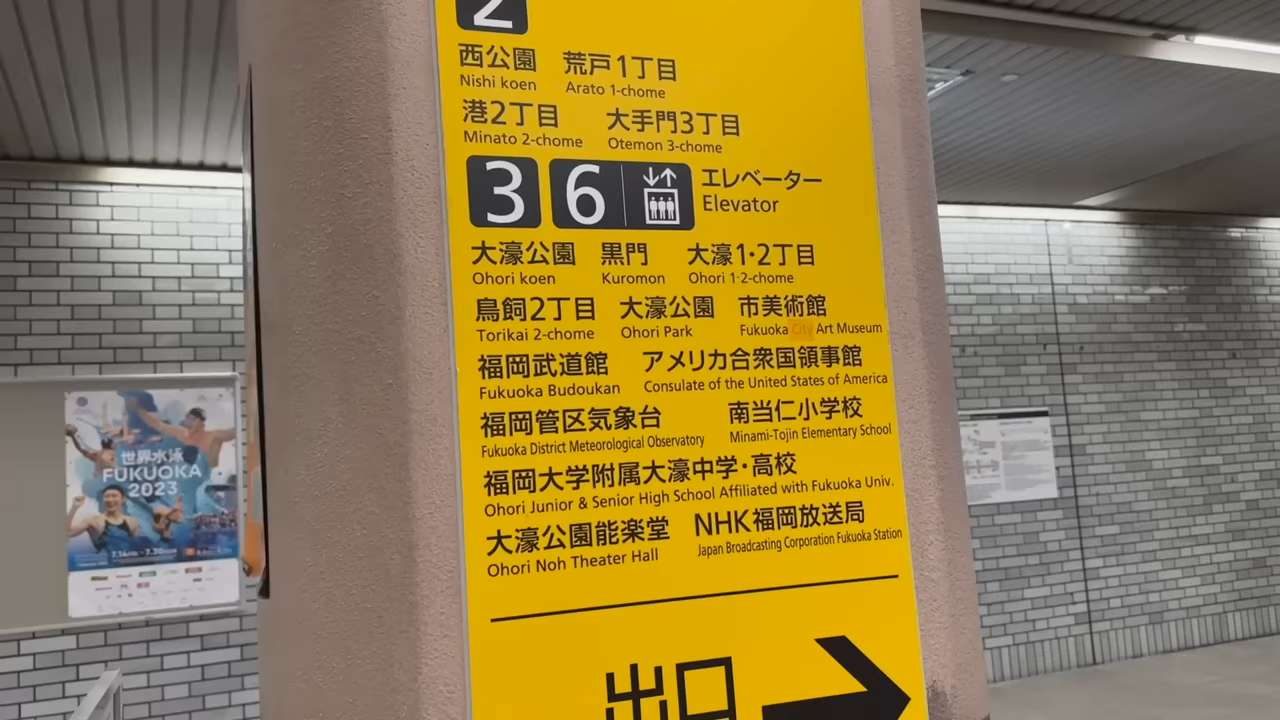 2
西公園 荒戸1丁目
Nishi koen Arato 1-chome
港2丁目 大手門3丁目
Minato 2-chome Otemon 3-chome
3 6 エレベーター
Elevator
大濠公園 黒門 大濠1·2丁目
Ohori koen Kuromon Ohori 1·2-chome
鳥飼2丁目 大濠公園 市美術館
Torikai 2-chome Ohori Park Fukuoka City Art Museum
福岡武道館 アメリカ合衆国領事館
Fukuoka Budoukan Consulate of the United States of America
福岡管区気象台 南当仁小学校
Fukuoka District Meteorological Observatory Minami-Tojin Elementary School
福岡大学附属大濠中学·高校
Ohori Junior & Senior High School Affiliated with Fukuoka Univ.
大濠公園能楽堂 NHK福岡放送局
Ohori Noh Theater Hall Japan Broadcasting Corporation Fukuoka Station
出口
世界水泳
FUKUOKA
2023